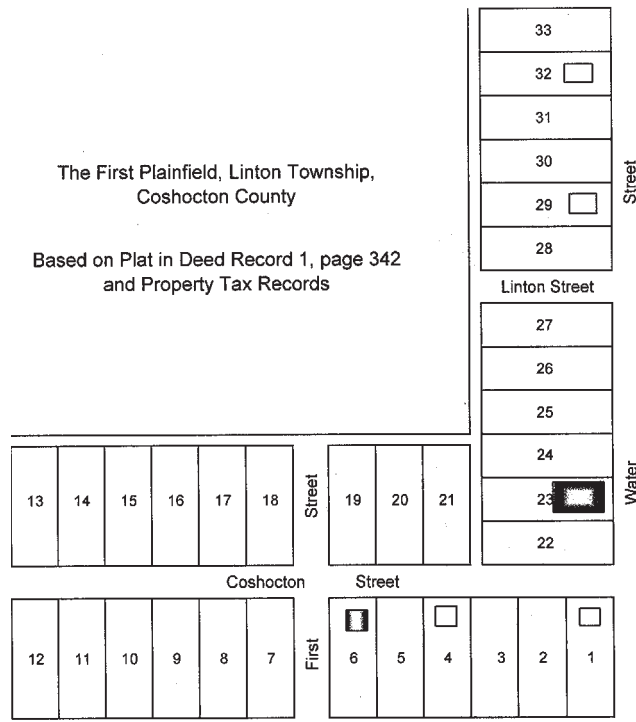 33
32
31
30
29
28
Street
The First Plainfield, Linton Township,
Coshocton County
Based on Plat in Deed Record 1, page 342
and Property Tax Records
Linton Street
27
26
25
24
23
22
Water
13 14 15 16 17 18
Street
19 20 21
Coshocton Street
12 11 10 9 8 7
First
6 5 4 3 2 1